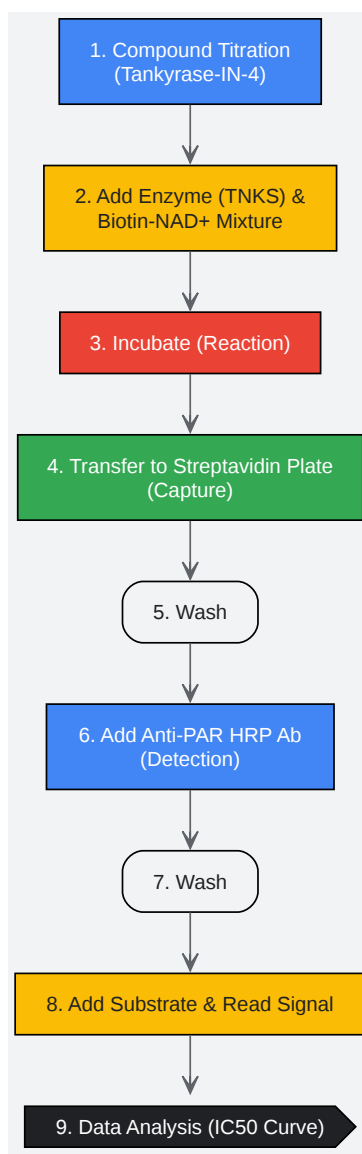 1. Compound Titration
(Tankyrase-IN-4)
2. Add Enzyme (TNKS) &
Biotin-NAD+ Mixture
3. Incubate (Reaction)
4. Transfer to Streptavidin Plate
(Capture)
5. Wash
6. Add Anti-PAR HRP Ab
(Detection)
7. Wash
8. Add Substrate & Read Signal
9. Data Analysis (IC50 Curve)